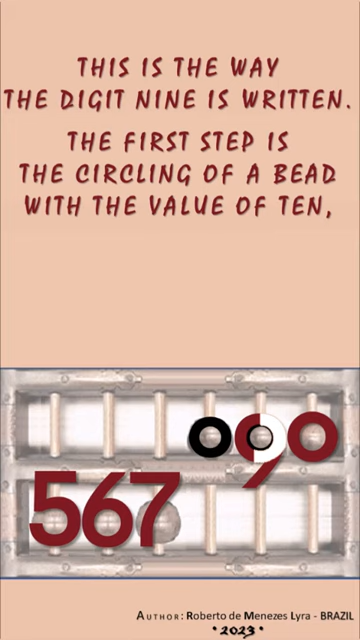 THIS IS THE WAY
THE DIGIT NINE IS WRITTEN.
THE FIRST STEP IS
THE CIRCLING OF A BEAD
WITH THE VALUE OF TEN,
090
567
AUTHOR: Roberto de Menezes Lyra - BRAZIL
• 2023 •